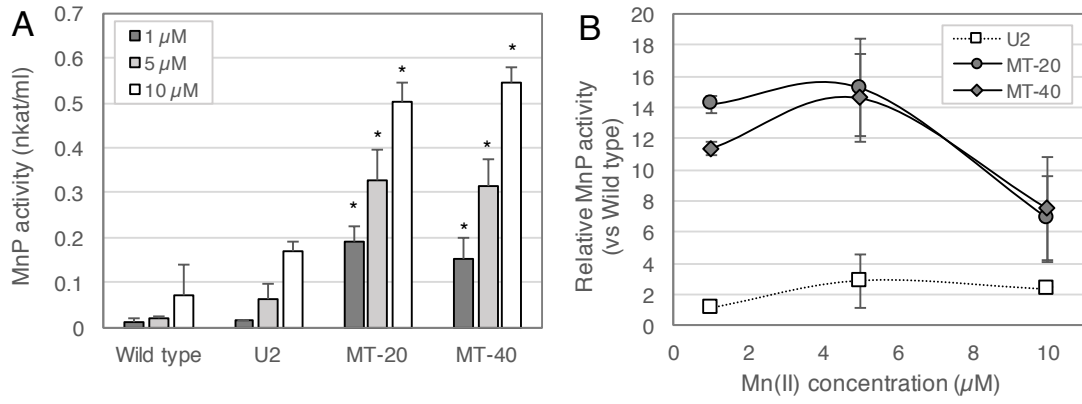 A
MnP activity (nkat/ml)
0.7
0.6
0.5
0.4
0.3
0.2
0.1
0
1 µM
5 µM
10 µM
* * * * * *
Wild type U2 MT-20 MT-40
B
Relative MnP activity
(vs Wild type)
20
18
16
14
12
10
8
6
4
2
0
U2
MT-20
MT-40
0 2 4 6 8 10
Mn(II) concentration (µM)